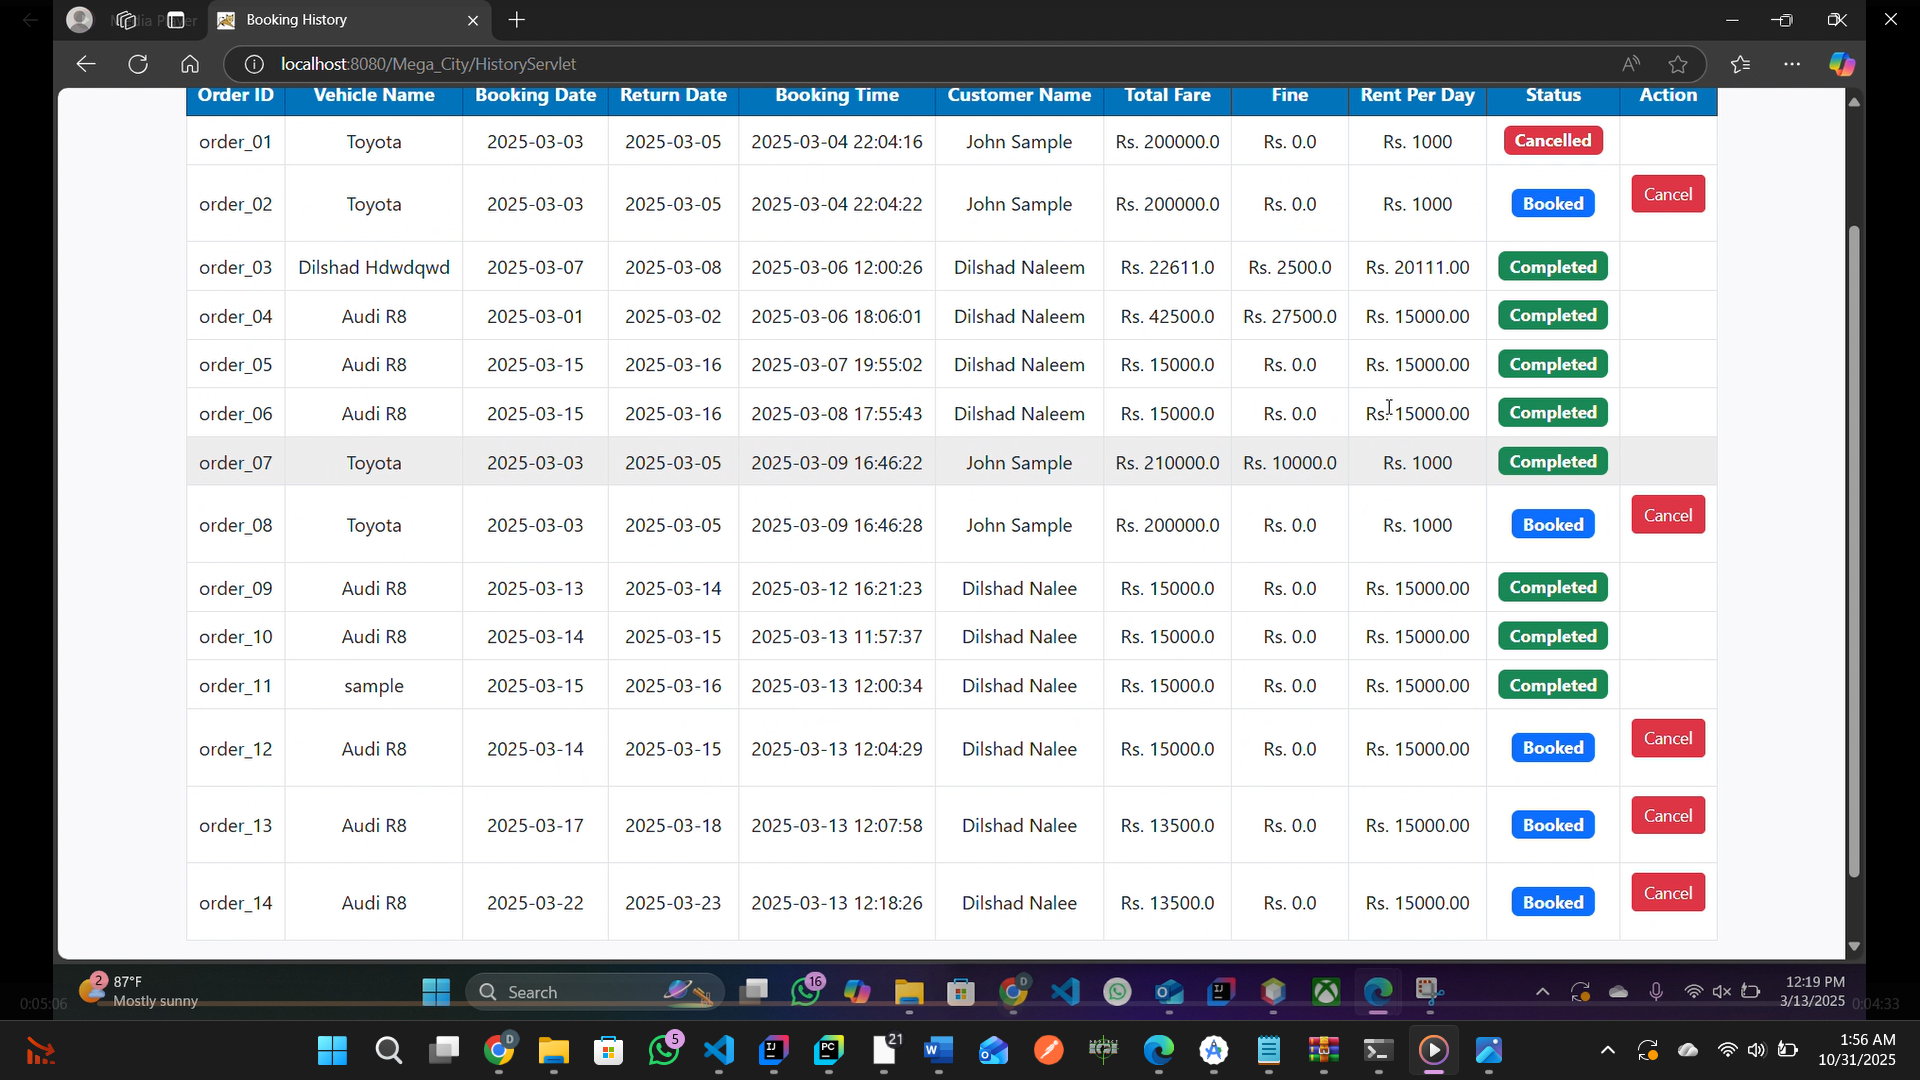 Booking History
localhost:8080/Mega_City/HistoryServlet
Order ID Vehicle Name Booking Date Return Date Booking Time Customer Name Total Fare Fine Rent Per Day Status Action
order_01 Toyota 2025-03-03 2025-03-05 2025-03-04 22:04:16 John Sample Rs. 200000.0 Rs. 0.0 Rs. 1000 Cancelled
order_02 Toyota 2025-03-03 2025-03-05 2025-03-04 22:04:22 John Sample Rs. 200000.0 Rs. 0.0 Rs. 1000 Booked Cancel
order_03 Dilshad Hdwdqwd 2025-03-07 2025-03-08 2025-03-06 12:00:26 Dilshad Naleem Rs. 22611.0 Rs. 2500.0 Rs. 20111.00 Completed
order_04 Audi R8 2025-03-01 2025-03-02 2025-03-06 18:06:01 Dilshad Naleem Rs. 42500.0 Rs. 27500.0 Rs. 15000.00 Completed
order_05 Audi R8 2025-03-15 2025-03-16 2025-03-07 19:55:02 Dilshad Naleem Rs. 15000.0 Rs. 0.0 Rs. 15000.00 Completed
order_06 Audi R8 2025-03-15 2025-03-16 2025-03-08 17:55:43 Dilshad Naleem Rs. 15000.0 Rs. 0.0 Rs. 15000.00 Completed
order_07 Toyota 2025-03-03 2025-03-05 2025-03-09 16:46:22 John Sample Rs. 210000.0 Rs. 10000.0 Rs. 1000 Completed
order_08 Toyota 2025-03-03 2025-03-05 2025-03-09 16:46:28 John Sample Rs. 200000.0 Rs. 0.0 Rs. 1000 Booked Cancel
order_09 Audi R8 2025-03-13 2025-03-14 2025-03-12 16:21:23 Dilshad Nalee Rs. 15000.0 Rs. 0.0 Rs. 15000.00 Completed
order_10 Audi R8 2025-03-14 2025-03-15 2025-03-13 11:57:37 Dilshad Nalee Rs. 15000.0 Rs. 0.0 Rs. 15000.00 Completed
order_11 sample 2025-03-15 2025-03-16 2025-03-13 12:00:34 Dilshad Nalee Rs. 15000.0 Rs. 0.0 Rs. 15000.00 Completed
order_12 Audi R8 2025-03-14 2025-03-15 2025-03-13 12:04:29 Dilshad Nalee Rs. 15000.0 Rs. 0.0 Rs. 15000.00 Booked Cancel
order_13 Audi R8 2025-03-17 2025-03-18 2025-03-13 12:07:58 Dilshad Nalee Rs. 13500.0 Rs. 0.0 Rs. 15000.00 Booked Cancel
order_14 Audi R8 2025-03-22 2025-03-23 2025-03-13 12:18:26 Dilshad Nalee Rs. 13500.0 Rs. 0.0 Rs. 15000.00 Booked Cancel
2 87°F
Mostly sunny
Search
16
D
12:19 PM
3/13/2025
0:05:06
0:04:33
D
5
21
1:56 AM
10/31/2025